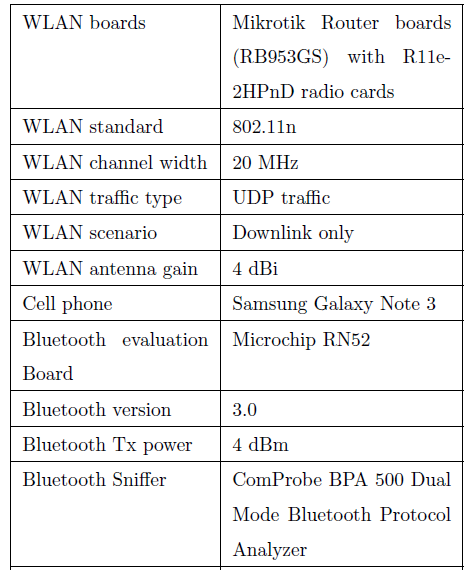 WLAN boards Mikrotik Router boards
(RB953GS) with R11e-
2HPnD radio cards
WLAN standard 802.11n
WLAN channel width 20 MHz
WLAN traffic type UDP traffic
WLAN scenario Downlink only
WLAN antenna gain 4 dBi
Cell phone Samsung Galaxy Note 3
Bluetooth evaluation Microchip RN52
Board
Bluetooth version 3.0
Bluetooth Tx power 4 dBm
Bluetooth Sniffer ComProbe BPA 500 Dual
Mode Bluetooth Protocol
Analyzer